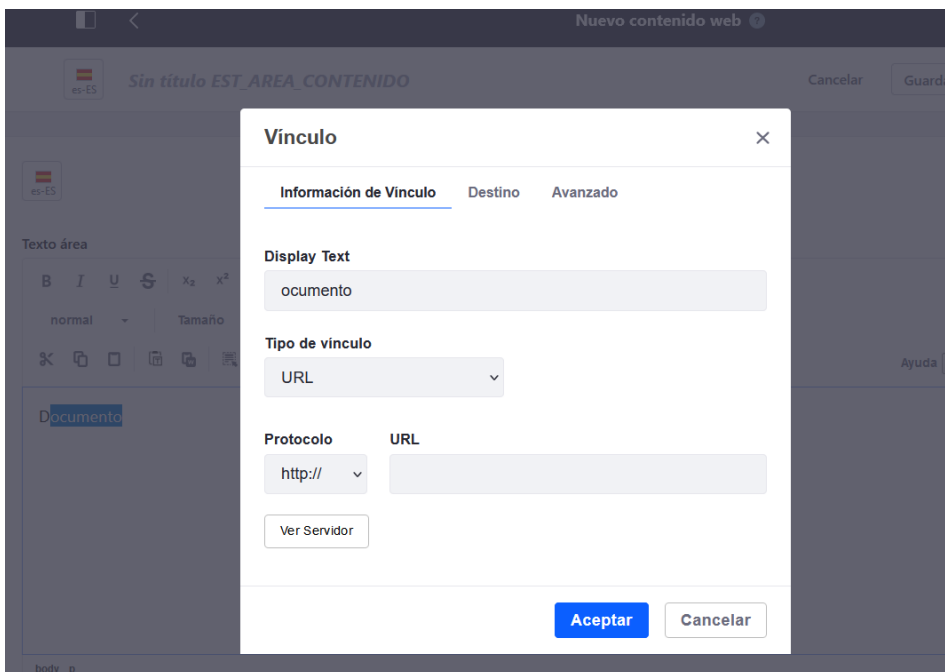 Nuevo contenido web ?
es-ES
Sin título EST_AREA_CONTENIDO
Cancelar
Guard
Vínculo
es-ES
Información de Vínculo Destino Avanzado
Texto área
Display Text
B I U S x₂ x²
ocumento
normal Tamaño
Tipo de vínculo
Ayuda
URL
Documento
Protocolo URL
http://
Ver Servidor
Aceptar Cancelar
body p